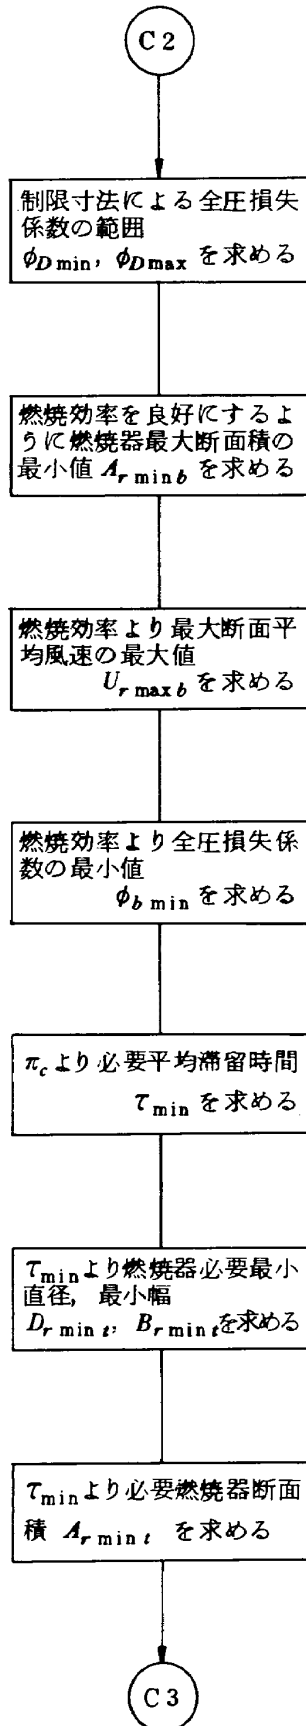 C2
制限寸法による全圧損失
係数の範囲
ϕD min, ϕD max を求める
燃焼効率を良好にするよ
うに燃焼器最大断面積の
最小値 Ar min b を求める
燃焼効率より最大断面平
均風速の最大値
Ur max b を求める
燃焼効率より全圧損失係
数の最小値
ϕb min を求める
πc より必要平均滞留時間
τmin を求める
τmin より燃焼器必要最小
直径, 最小幅
Dr min t, Br min t を求める
τmin より必要燃焼器断面
積 Ar min t を求める
C3